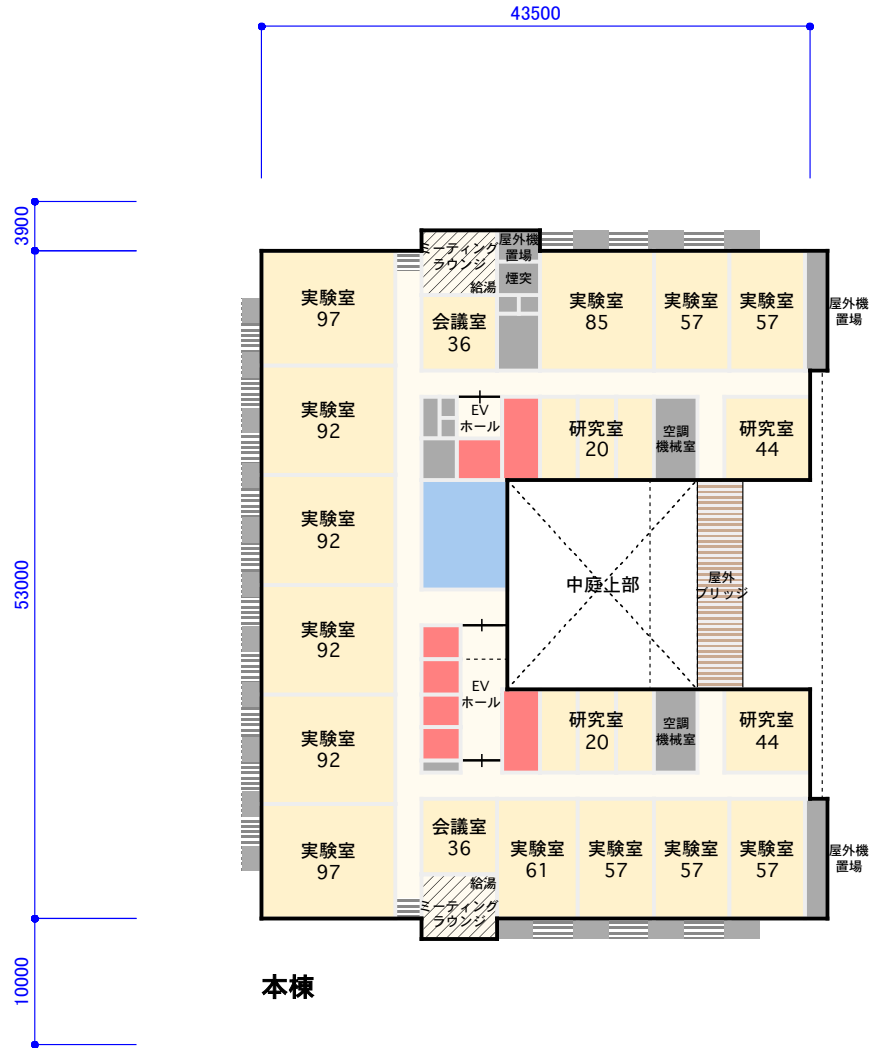 43500
3900
53000
10000
ミーティング
ラウンジ
給湯
屋外機
置場
煙突
実験室
97
会議室
36
実験室
85
実験室
57
実験室
57
屋外機
置場
実験室
92
EV
ホール
研究室
20
空調
機械室
研究室
44
実験室
92
中庭上部
屋外
ブリッジ
実験室
92
EV
ホール
実験室
92
研究室
20
空調
機械室
研究室
44
実験室
97
会議室
36
実験室
61
実験室
57
実験室
57
実験室
57
屋外機
置場
給湯
ミーティング
ラウンジ
本棟